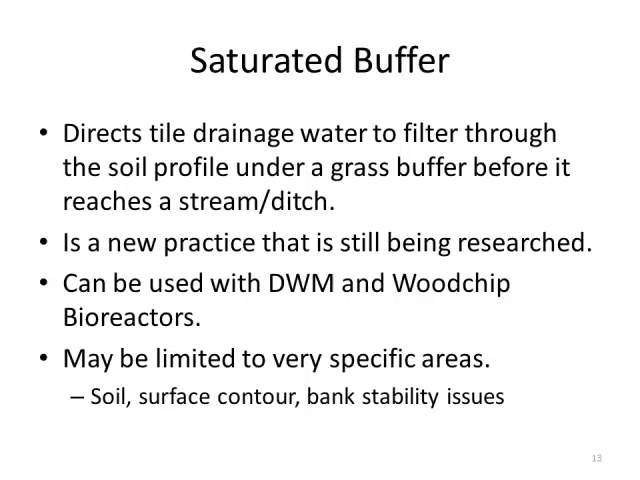 Saturated Buffer
• Directs tile drainage water to filter through
the soil profile under a grass buffer before it
reaches a stream/ditch.
• Is a new practice that is still being researched.
• Can be used with DWM and Woodchip
Bioreactors.
• May be limited to very specific areas.
– Soil, surface contour, bank stability issues
13